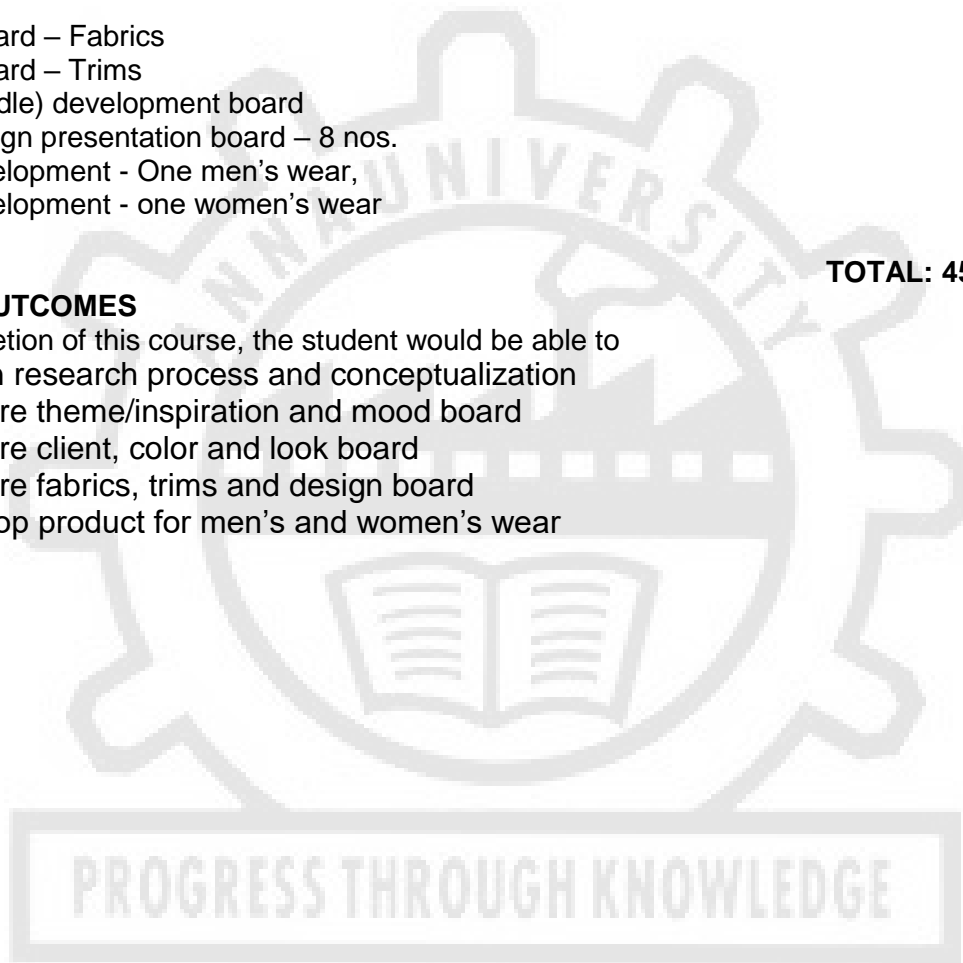 ard – Fabrics
ard – Trims
dle) development board
ign presentation board – 8 nos.
elopment - One men's wear,
elopment - one women's wear
TOTAL: 45
UTCOMES
etion of this course, the student would be able to
n research process and conceptualization
re theme/inspiration and mood board
re client, color and look board
re fabrics, trims and design board
op product for men's and women's wear
ANNA UNIVERSITY
PROGRESS THROUGH KNOWLEDGE